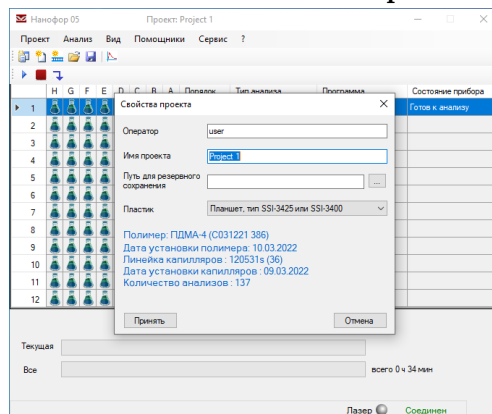 Нанофор 05 Проект: Project 1
Проект Анализ Вид Помощники Сервис ?
H G F E D C B A Порядок Тип анализа Программа Состояние прибора
1 Готов к анализу
2
3
4
5
6
7
8
9
10
11
12
Свойства проекта
Оператор user
Имя проекта Project 1
Путь для резервного сохранения ...
Пластик Планшет, тип SSI-3425 или SSI-3400
Полимер: ПДМА-4 (C031221 386)
Дата установки полимера: 10.03.2022
Линейка капилляров : 120531s (36)
Дата установки капилляров : 09.03.2022
Количество анализов : 137
Принять Отмена
Текущая
Все всего 0 ч 34 мин
Лазер Соединен